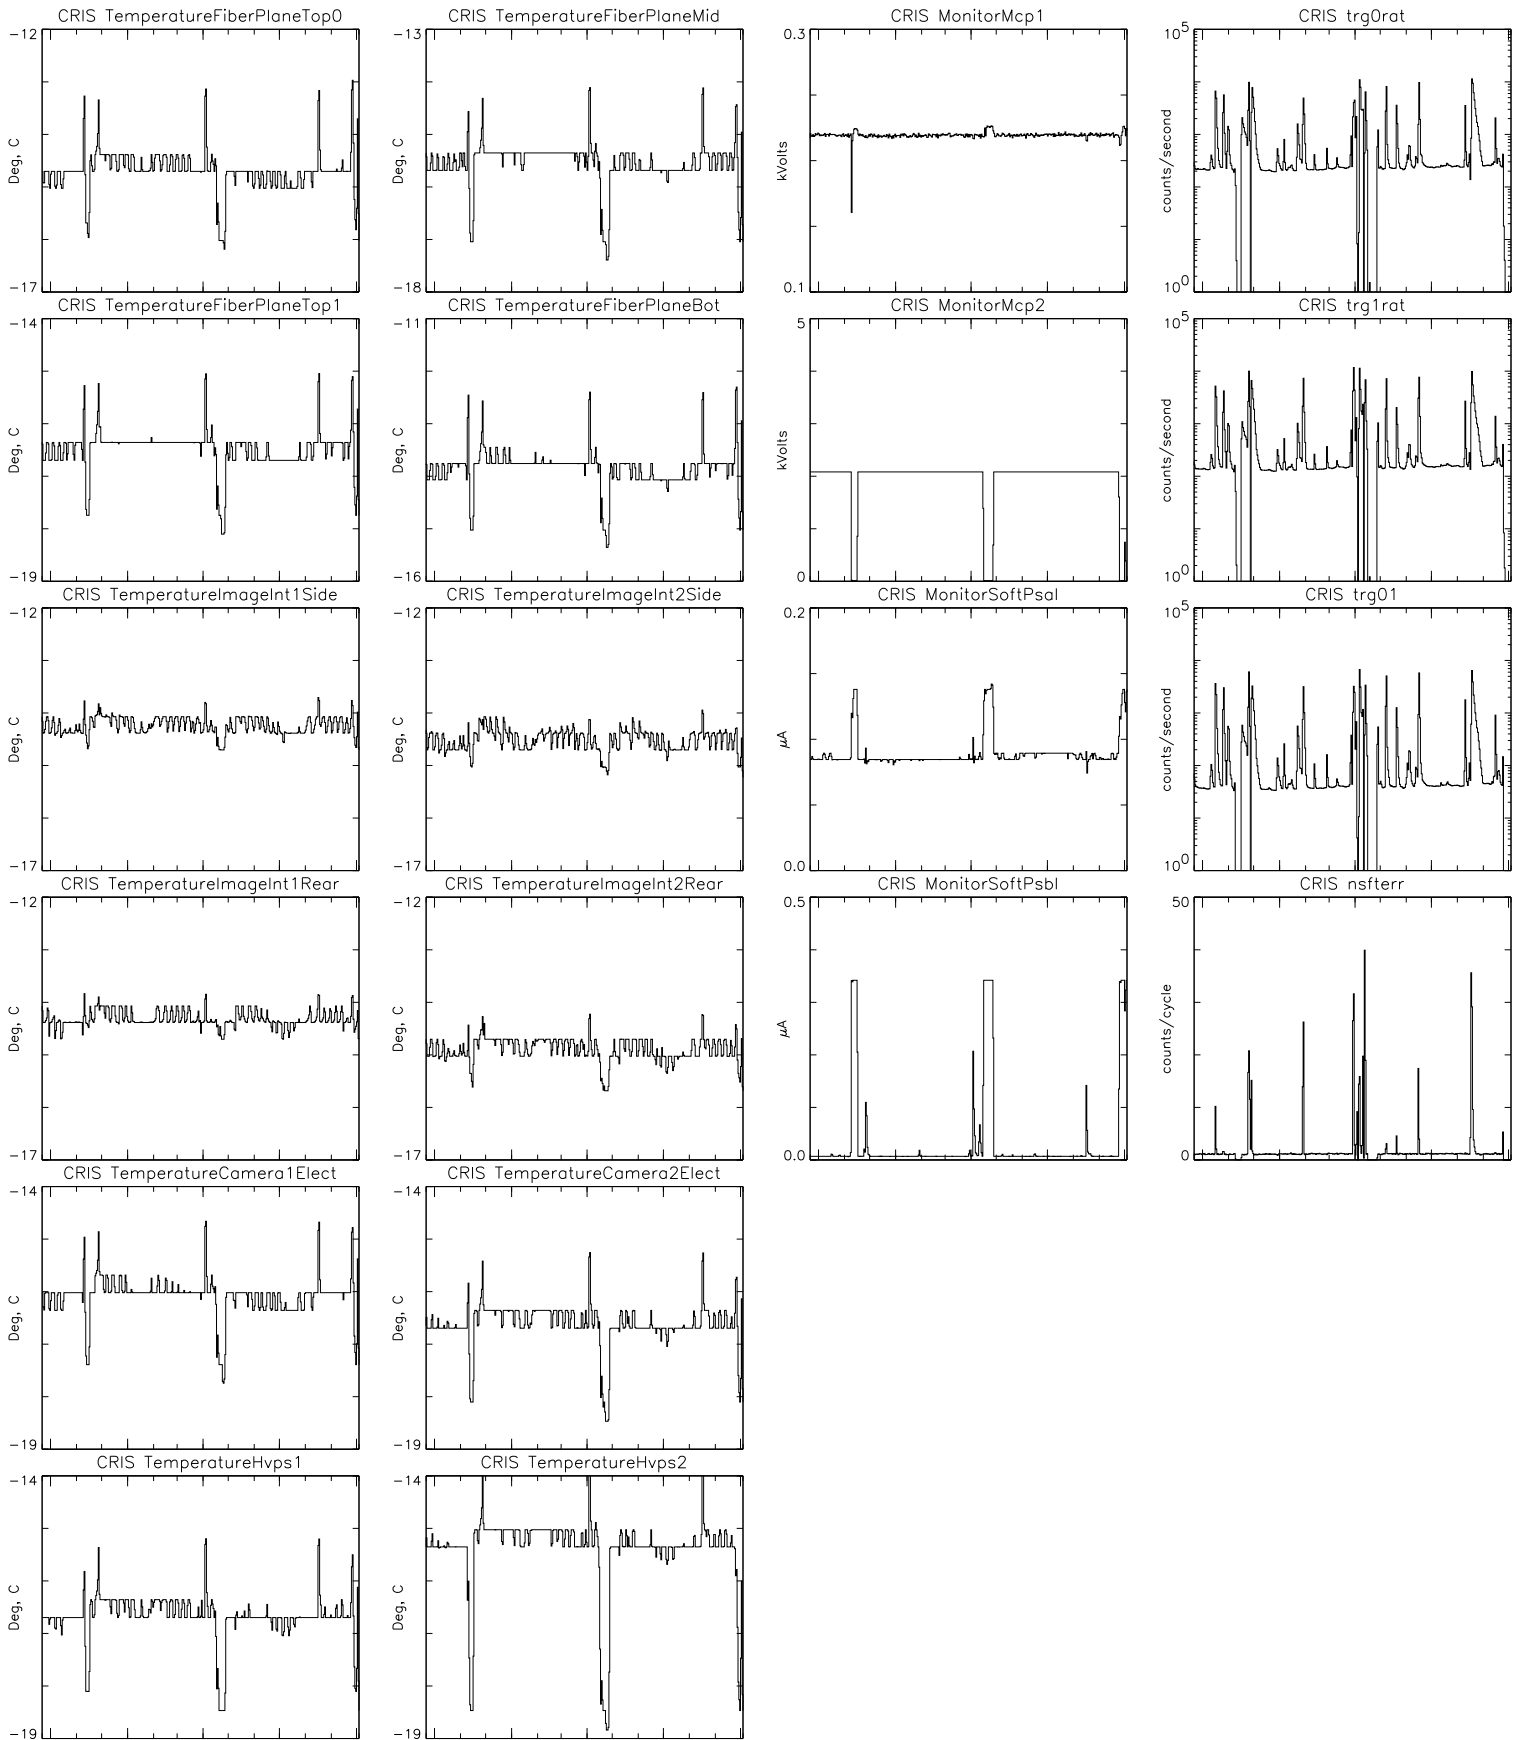 CRIS TemperatureFiberPlaneTop0
-12
Deg, C
-17
CRIS TemperatureFiberPlaneMid
-13
Deg, C
-18
CRIS MonitorMcp1
0.3
kVolts
0.1
CRIS trg0rat
10^5
counts/second
10^0
CRIS TemperatureFiberPlaneTop1
-14
Deg, C
-19
CRIS TemperatureFiberPlaneBot
-11
Deg, C
-16
CRIS MonitorMcp2
5
kVolts
0
CRIS trg1rat
10^5
counts/second
10^0
CRIS TemperatureImageInt1Side
-12
Deg, C
-17
CRIS TemperatureImageInt2Side
-12
Deg, C
-17
CRIS MonitorSoftPsaI
0.2
μA
0.0
CRIS trg01
10^5
counts/second
10^0
CRIS TemperatureImageInt1Rear
-12
Deg, C
-17
CRIS TemperatureImageInt2Rear
-12
Deg, C
-17
CRIS MonitorSoftPsbI
0.5
μA
0.0
CRIS nsfterr
50
counts/cycle
0
CRIS TemperatureCamera1Elect
-14
Deg, C
-19
CRIS TemperatureCamera2Elect
-14
Deg, C
-19
CRIS TemperatureHvps1
-14
Deg, C
-19
CRIS TemperatureHvps2
-14
Deg, C
-19